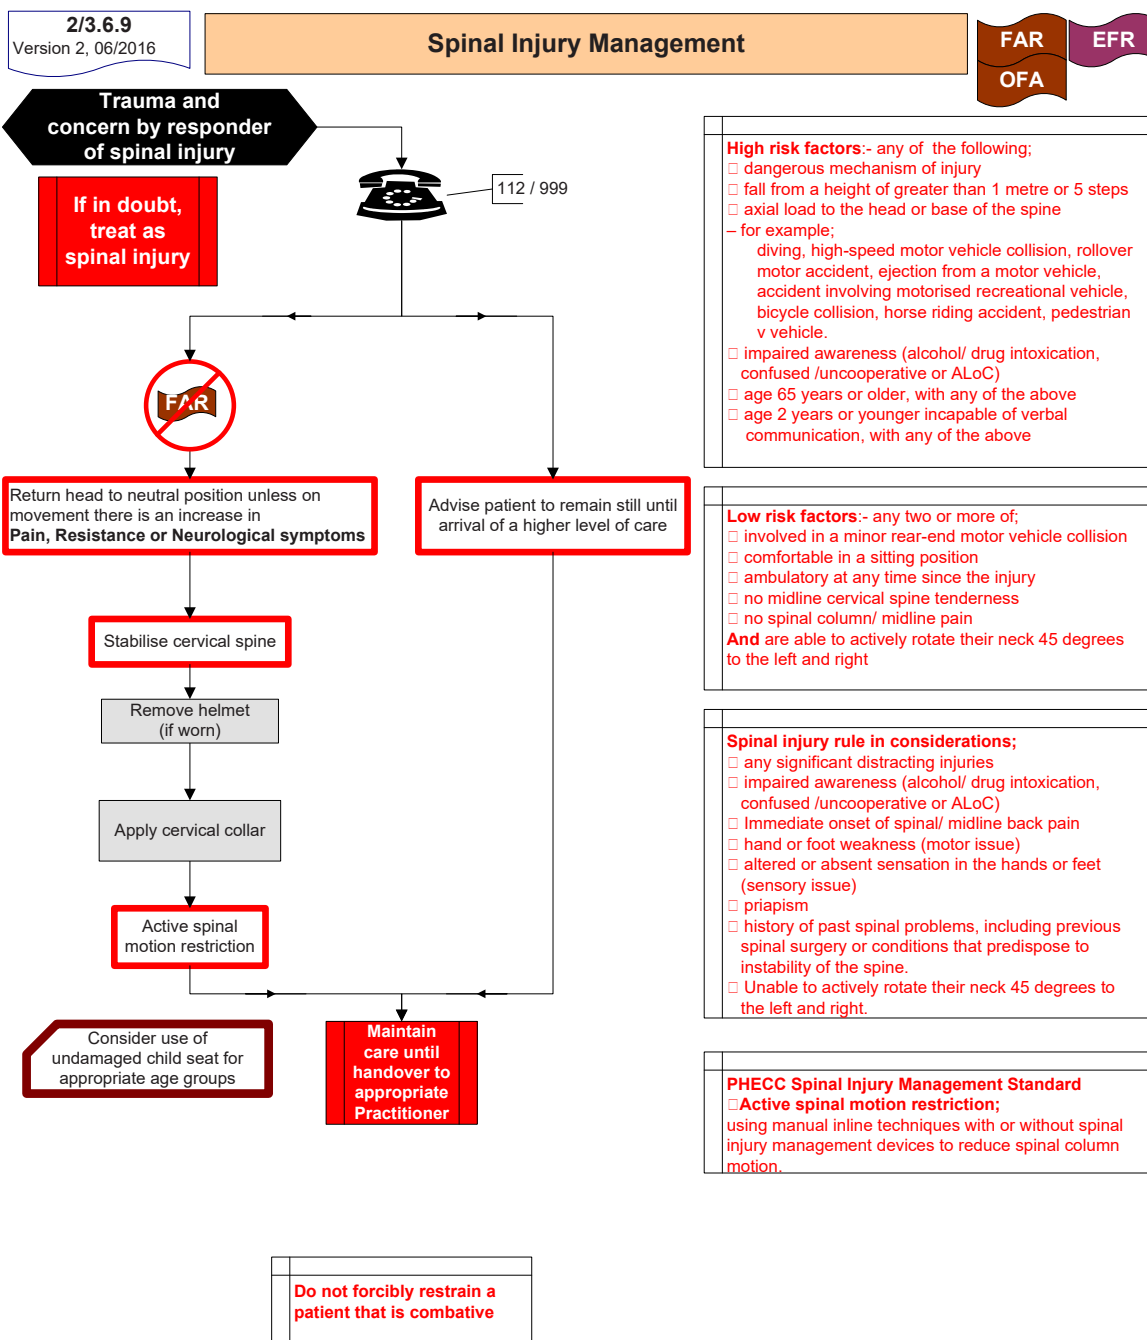 2/3.6.9
Version 2, 06/2016
Spinal Injury Management
FAR
EFR
OFA
Trauma and
concern by responder
of spinal injury
If in doubt,
treat as
spinal injury
112 / 999
FAR
Return head to neutral position unless on
movement there is an increase in
Pain, Resistance or Neurological symptoms
Advise patient to remain still until
arrival of a higher level of care
Stabilise cervical spine
Remove helmet
(if worn)
Apply cervical collar
Active spinal
motion restriction
Consider use of
undamaged child seat for
appropriate age groups
Maintain
care until
handover to
appropriate
Practitioner
High risk factors:- any of the following;
□ dangerous mechanism of injury
□ fall from a height of greater than 1 metre or 5 steps
□ axial load to the head or base of the spine
– for example;
diving, high-speed motor vehicle collision, rollover
motor accident, ejection from a motor vehicle,
accident involving motorised recreational vehicle,
bicycle collision, horse riding accident, pedestrian
v vehicle.
□ impaired awareness (alcohol/ drug intoxication,
confused /uncooperative or ALoC)
□ age 65 years or older, with any of the above
□ age 2 years or younger incapable of verbal
communication, with any of the above
Low risk factors:- any two or more of;
□ involved in a minor rear-end motor vehicle collision
□ comfortable in a sitting position
□ ambulatory at any time since the injury
□ no midline cervical spine tenderness
□ no spinal column/ midline pain
And are able to actively rotate their neck 45 degrees
to the left and right
Spinal injury rule in considerations;
□ any significant distracting injuries
□ impaired awareness (alcohol/ drug intoxication,
confused /uncooperative or ALoC)
□ Immediate onset of spinal/ midline back pain
□ hand or foot weakness (motor issue)
□ altered or absent sensation in the hands or feet
(sensory issue)
□ priapism
□ history of past spinal problems, including previous
spinal surgery or conditions that predispose to
instability of the spine.
□ Unable to actively rotate their neck 45 degrees to
the left and right.
PHECC Spinal Injury Management Standard
□Active spinal motion restriction;
using manual inline techniques with or without spinal
injury management devices to reduce spinal column
motion.
Do not forcibly restrain a
patient that is combative